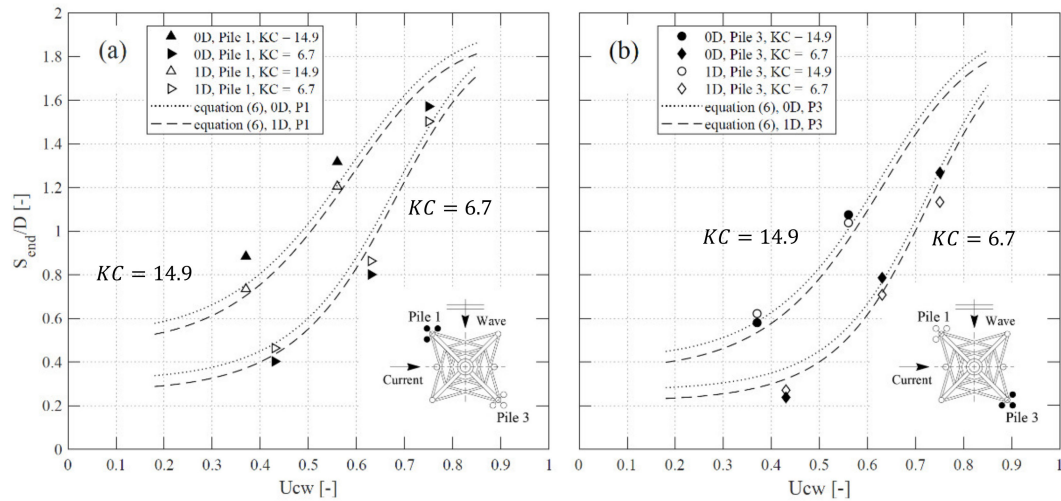 (a)
0D, Pile 1, KC − 14.9
0D, Pile 1, KC = 6.7
1D, Pile 1, KC = 14.9
1D, Pile 1, KC = 6.7
equation (6), 0D, P1
equation (6), 1D, P1
2
1.8
1.6
1.4
1.2
1
0.8
0.6
0.4
0.2
0
S_end/D [-]
KC = 6.7
KC = 14.9
Pile 1
Wave
Current
Pile 3
0 0.1 0.2 0.3 0.4 0.5 0.6 0.7 0.8 0.9 1
Ucw [-]
(b)
0D, Pile 3, KC − 14.9
0D, Pile 3, KC = 6.7
1D, Pile 3, KC = 14.9
1D, Pile 3, KC = 6.7
equation (6), 0D, P3
equation (6), 1D, P3
KC = 14.9
KC = 6.7
Pile 1
Wave
Current
Pile 3
0 0.1 0.2 0.3 0.4 0.5 0.6 0.7 0.8 0.9 1
Ucw [-]